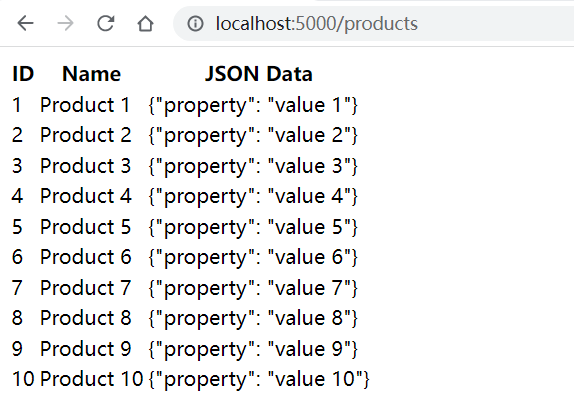 localhost:5000/products
ID Name JSON Data
1 Product 1 {"property": "value 1"}
2 Product 2 {"property": "value 2"}
3 Product 3 {"property": "value 3"}
4 Product 4 {"property": "value 4"}
5 Product 5 {"property": "value 5"}
6 Product 6 {"property": "value 6"}
7 Product 7 {"property": "value 7"}
8 Product 8 {"property": "value 8"}
9 Product 9 {"property": "value 9"}
10 Product 10 {"property": "value 10"}